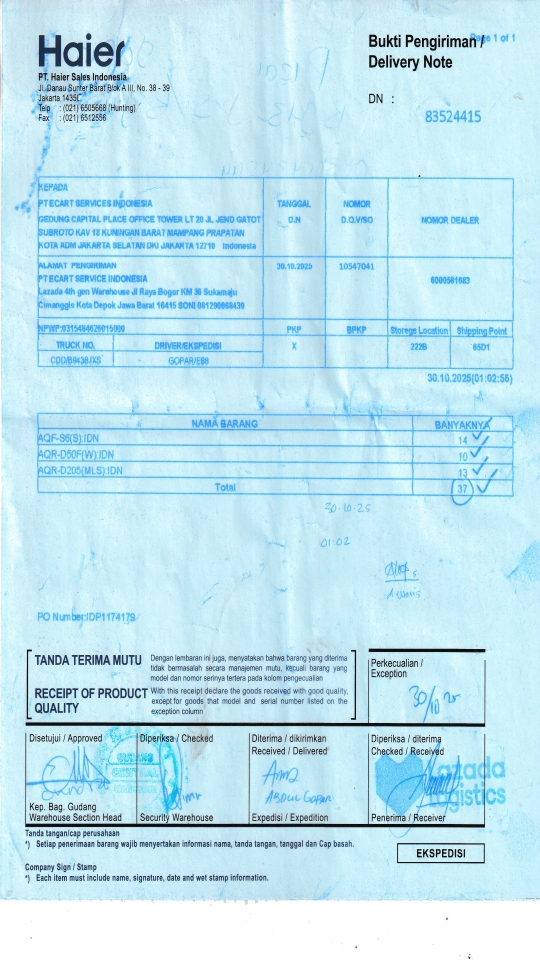 Haier
Bukti Pengiriman /
Delivery Note
Page 1 of 1
PT. Haier Sales Indonesia
Jl. Danau Sunter Barat Blok A III, No. 38 - 39
Jakarta 1435
Telp : (021) 6505668 (Hunting)
Fax : (021) 6512556
DN :
83524415
KEPADA
PT ECART SERVICES INDONESIA
GEDUNG CAPITAL PLACE OFFICE TOWER LT 20 JL JEND GATOT
SUBROTO KAV 18 KUNINGAN BARAT MAMPANG PRAPATAN
KOTA ADM JAKARTA SELATAN DKI JAKARTA 12710 Indonesia
TANGGAL
D.N
NOMOR
D.O.V/SO
NOMOR DEALER
ALAMAT PENGIRIMAN
PT ECART SERVICE INDONESIA
Lazada 4th gen Warehouse Jl Raya Bogor KM 36 Sukamaju
Cimanggis Kota Depok Jawa Barat 16415 SONI 081290068439
30.10.2025
10547041
6000581683
NPWP:0315484626015000
PKP
BPKP
Storege Location
Shipping Point
TRUCK NO.
DRIVER/EKSPEDISI
X
222B
65D1
CDD/B9436JXS
GOPAR/E88
30.10.2025(01:02:55)
NAMA BARANG
BANYAKNYA
AQF-S6(S):IDN 14
AQR-D50F(W):IDN 10
AQR-D205(MLS):IDN 13
Total 37
30-10-25
01:02
PO Number:IDP1174179
TANDA TERIMA MUTU
Dengan lembaran ini juga, menyatakan bahwa barang yang diterima
tidak bermasalah secara manajemen mutu, kecuali barang yang
model dan nomor serinya tertera pada kolom pengecualian
RECEIPT OF PRODUCT
QUALITY
With this receipt declare the goods received with good quality,
except for goods that model and serial number listed on the
exception column
Perkecualian /
Exception
30/10 25
Disetujui / Approved
Diperiksa / Checked
Diterima / dikirimkan
Received / Delivered
Diperiksa / diterima
Checked / Received
GUDANG
ABDUL GOPAR
lazada
logistics
Kep. Bag. Gudang
Warehouse Section Head
Security Warehouse
Expedisi / Expedition
Penerima / Receiver
Tanda tangan/cap perusahaan
*) Setiap penerimaan barang wajib menyertakan informasi nama, tanda tangan, tanggal dan Cap basah.
EKSPEDISI
Company Sign / Stamp
*) Each item must include name, signature, date and wet stamp information.